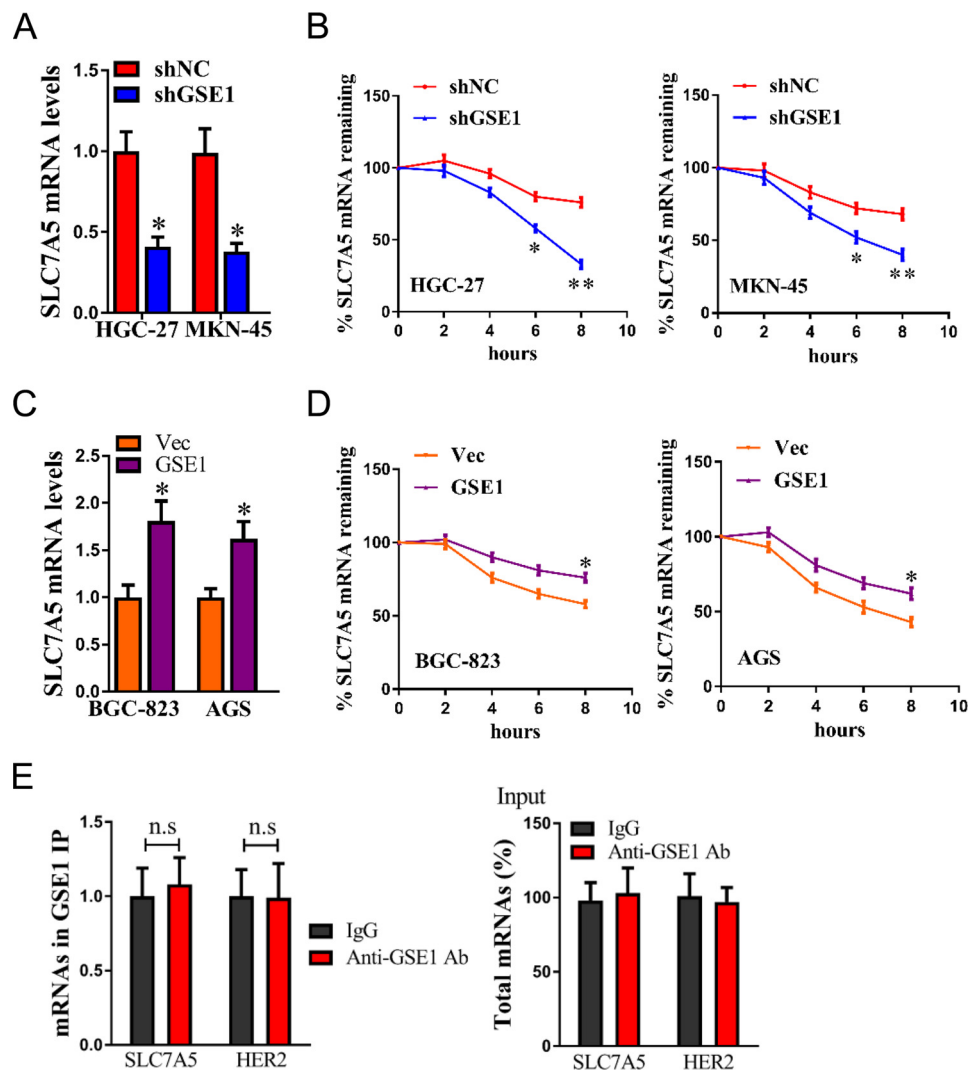 A
SLC7A5 mRNA levels
shNC
shGSE1
1.5
1.0
0.5
0.0
*
*
HGC-27 MKN-45
B
% SLC7A5 mRNA remaining
shNC
shGSE1
150
100
50
0
*
**
HGC-27
0 2 4 6 8 10
hours
% SLC7A5 mRNA remaining
shNC
shGSE1
150
100
50
0
*
**
MKN-45
0 2 4 6 8 10
hours
C
SLC7A5 mRNA levels
Vec
GSE1
2.5
2.0
1.5
1.0
0.5
0.0
*
*
BGC-823 AGS
D
% SLC7A5 mRNA remaining
Vec
GSE1
150
100
50
0
*
BGC-823
0 2 4 6 8 10
hours
% SLC7A5 mRNA remaining
Vec
GSE1
150
100
50
0
*
AGS
0 2 4 6 8 10
hours
E
mRNAs in GSE1 IP
1.5
1.0
0.5
0.0
n.s
n.s
IgG
Anti-GSE1 Ab
SLC7A5 HER2
Input
Total mRNAs (%)
150
100
50
0
IgG
Anti-GSE1 Ab
SLC7A5 HER2